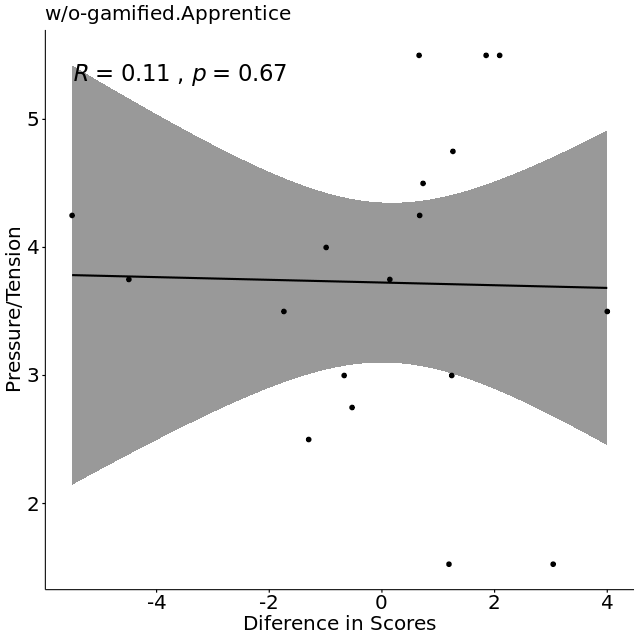 w/o-gamified.Apprentice
R = 0.11 , p = 0.67
5
4
3
2
Pressure/Tension
-4 -2 0 2 4
Diference in Scores